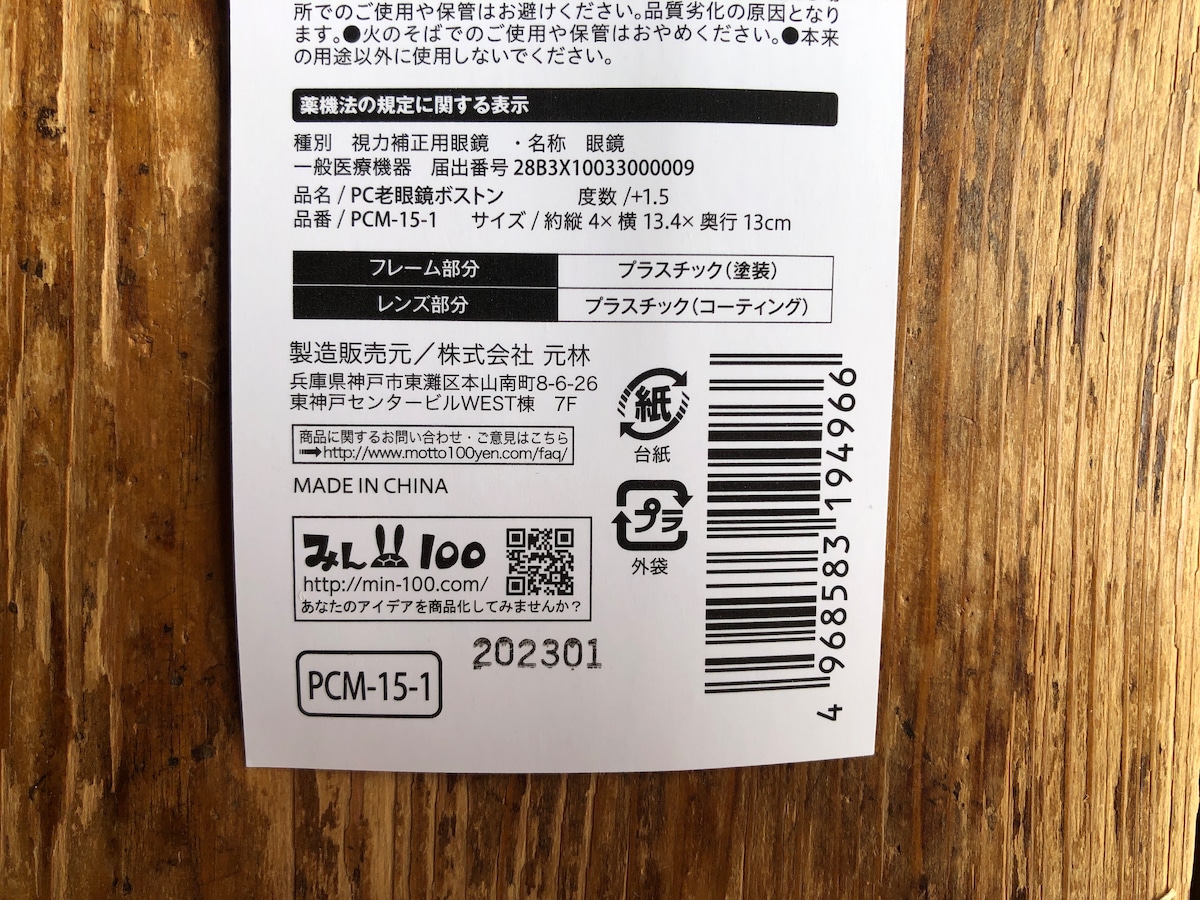 所でのご使用や保管はお避けください。品質劣化の原因となり
ます。●火のそばでのご使用や保管はおやめください。●本来
の用途以外に使用しないでください。
薬機法の規定に関する表示
種別　視力補正用眼鏡　・名称　眼鏡
一般医療機器　届出番号 28B3X10033000009
品名 / PC老眼鏡ボストン　度数 /+1.5
品番 / PCM-15-1　サイズ / 約縦 4× 横 13.4× 奥行 13cm
フレーム部分　プラスチック（塗装）
レンズ部分　プラスチック（コーティング）
製造販売元／株式会社 元林
兵庫県神戸市東灘区本山南町8-6-26
東神戸センタービルWEST棟　7F
商品に関するお問い合わせ・ご意見はこちら
➡http://www.motto100yen.com/faq/
MADE IN CHINA
みん100
http://min-100.com/
あなたのアイデアを商品化してみませんか？
202301
PCM-15-1
紙
台紙
プラ
外袋
4 968583 194966